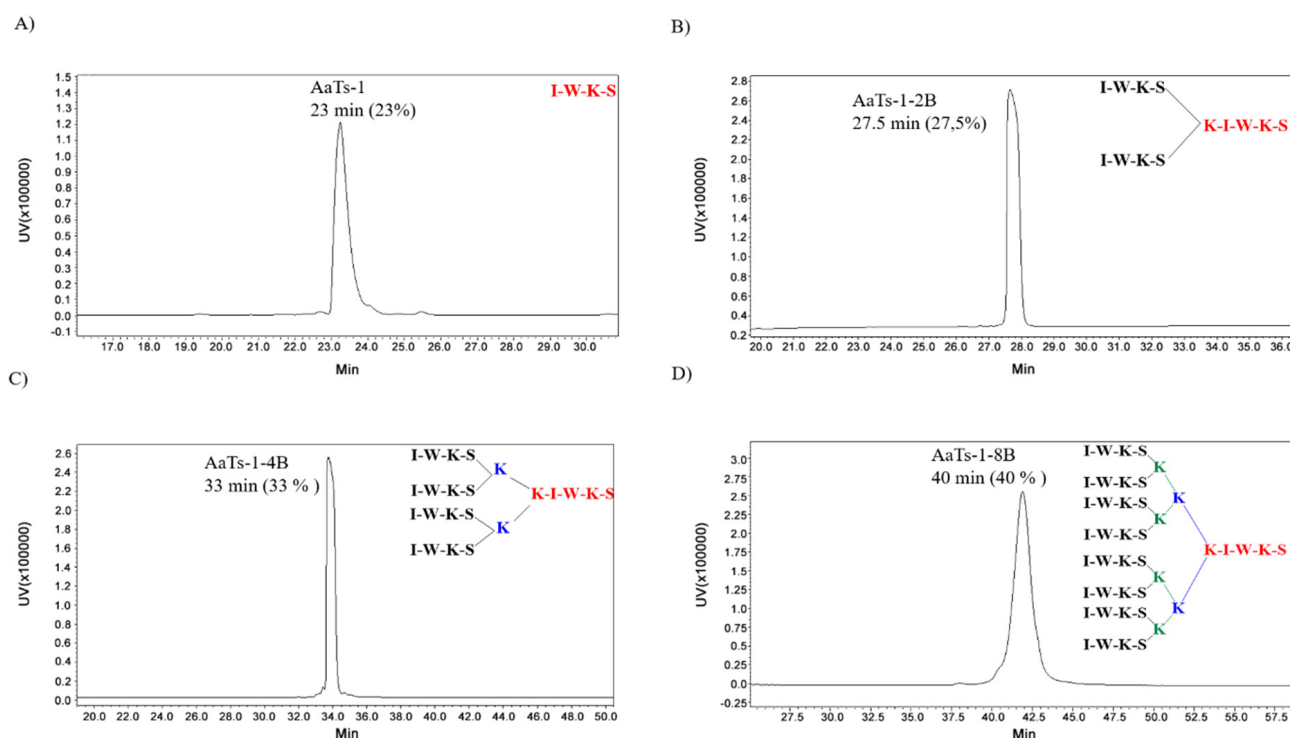 A)
AaTs-1
23 min (23%)
I-W-K-S
UV(x100000)
1.5
1.4
1.3
1.2
1.1
1.0
0.9
0.8
0.7
0.6
0.5
0.4
0.3
0.2
0.1
0.0
-0.1
17.0 18.0 19.0 20.0 21.0 22.0 23.0 24.0 25.0 26.0 27.0 28.0 29.0 30.0
Min
B)
AaTs-1-2B
27.5 min (27,5%)
I-W-K-S
K-I-W-K-S
I-W-K-S
UV(x100000)
2.8
2.6
2.4
2.2
2.0
1.8
1.6
1.4
1.2
1.0
0.8
0.6
0.4
0.2
20.0 21.0 22.0 23.0 24.0 25.0 26.0 27.0 28.0 29.0 30.0 31.0 32.0 33.0 34.0 35.0 36.0
Min
C)
AaTs-1-4B
33 min (33 % )
I-W-K-S
K
I-W-K-S
K-I-W-K-S
I-W-K-S
K
I-W-K-S
UV(x100000)
2.6
2.4
2.2
2.0
1.8
1.6
1.4
1.2
1.0
0.8
0.6
0.4
0.2
0.0
20.0 22.0 24.0 26.0 28.0 30.0 32.0 34.0 36.0 38.0 40.0 42.0 44.0 46.0 48.0 50.0
Min
D)
AaTs-1-8B
40 min (40 % )
I-W-K-S
K
I-W-K-S
K
I-W-K-S
K
I-W-K-S
K-I-W-K-S
I-W-K-S
K
I-W-K-S
K
I-W-K-S
K
I-W-K-S
UV(x100000)
3.0
2.75
2.5
2.25
2.0
1.75
1.5
1.25
1.0
0.75
0.5
0.25
0.0
-0.25
27.5 30.0 32.5 35.0 37.5 40.0 42.5 45.0 47.5 50.0 52.5 55.0 57.5
Min